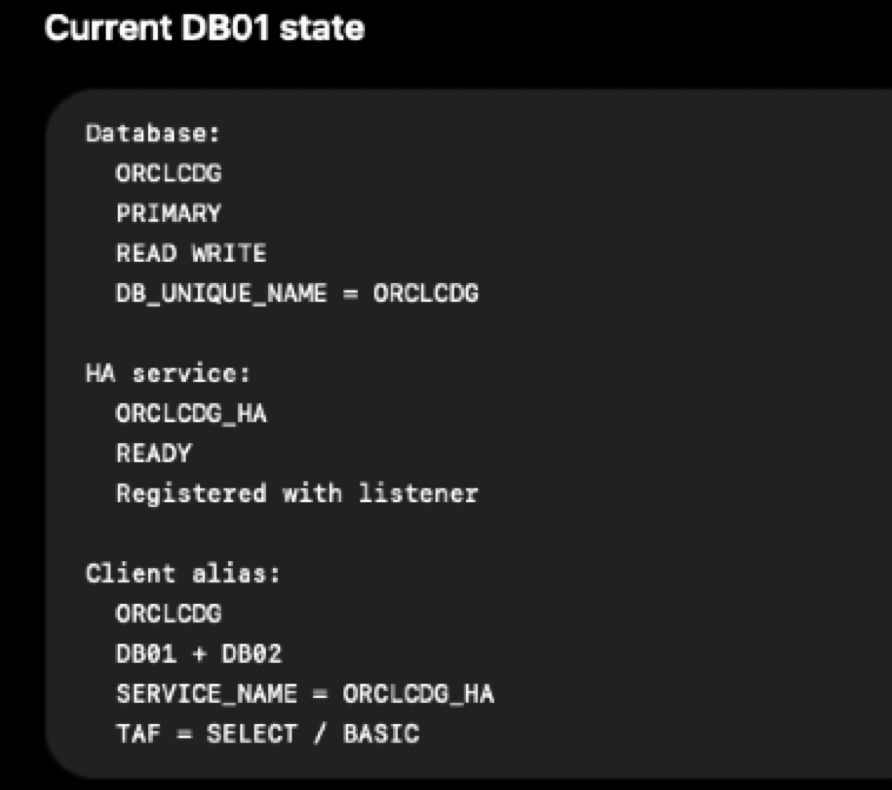 Current DB01 state
Database:
ORCLCDG
PRIMARY
READ WRITE
DB_UNIQUE_NAME = ORCLCDG
HA service:
ORCLCDG_HA
READY
Registered with listener
Client alias:
ORCLCDG
DB01 + DB02
SERVICE_NAME = ORCLCDG_HA
TAF = SELECT / BASIC